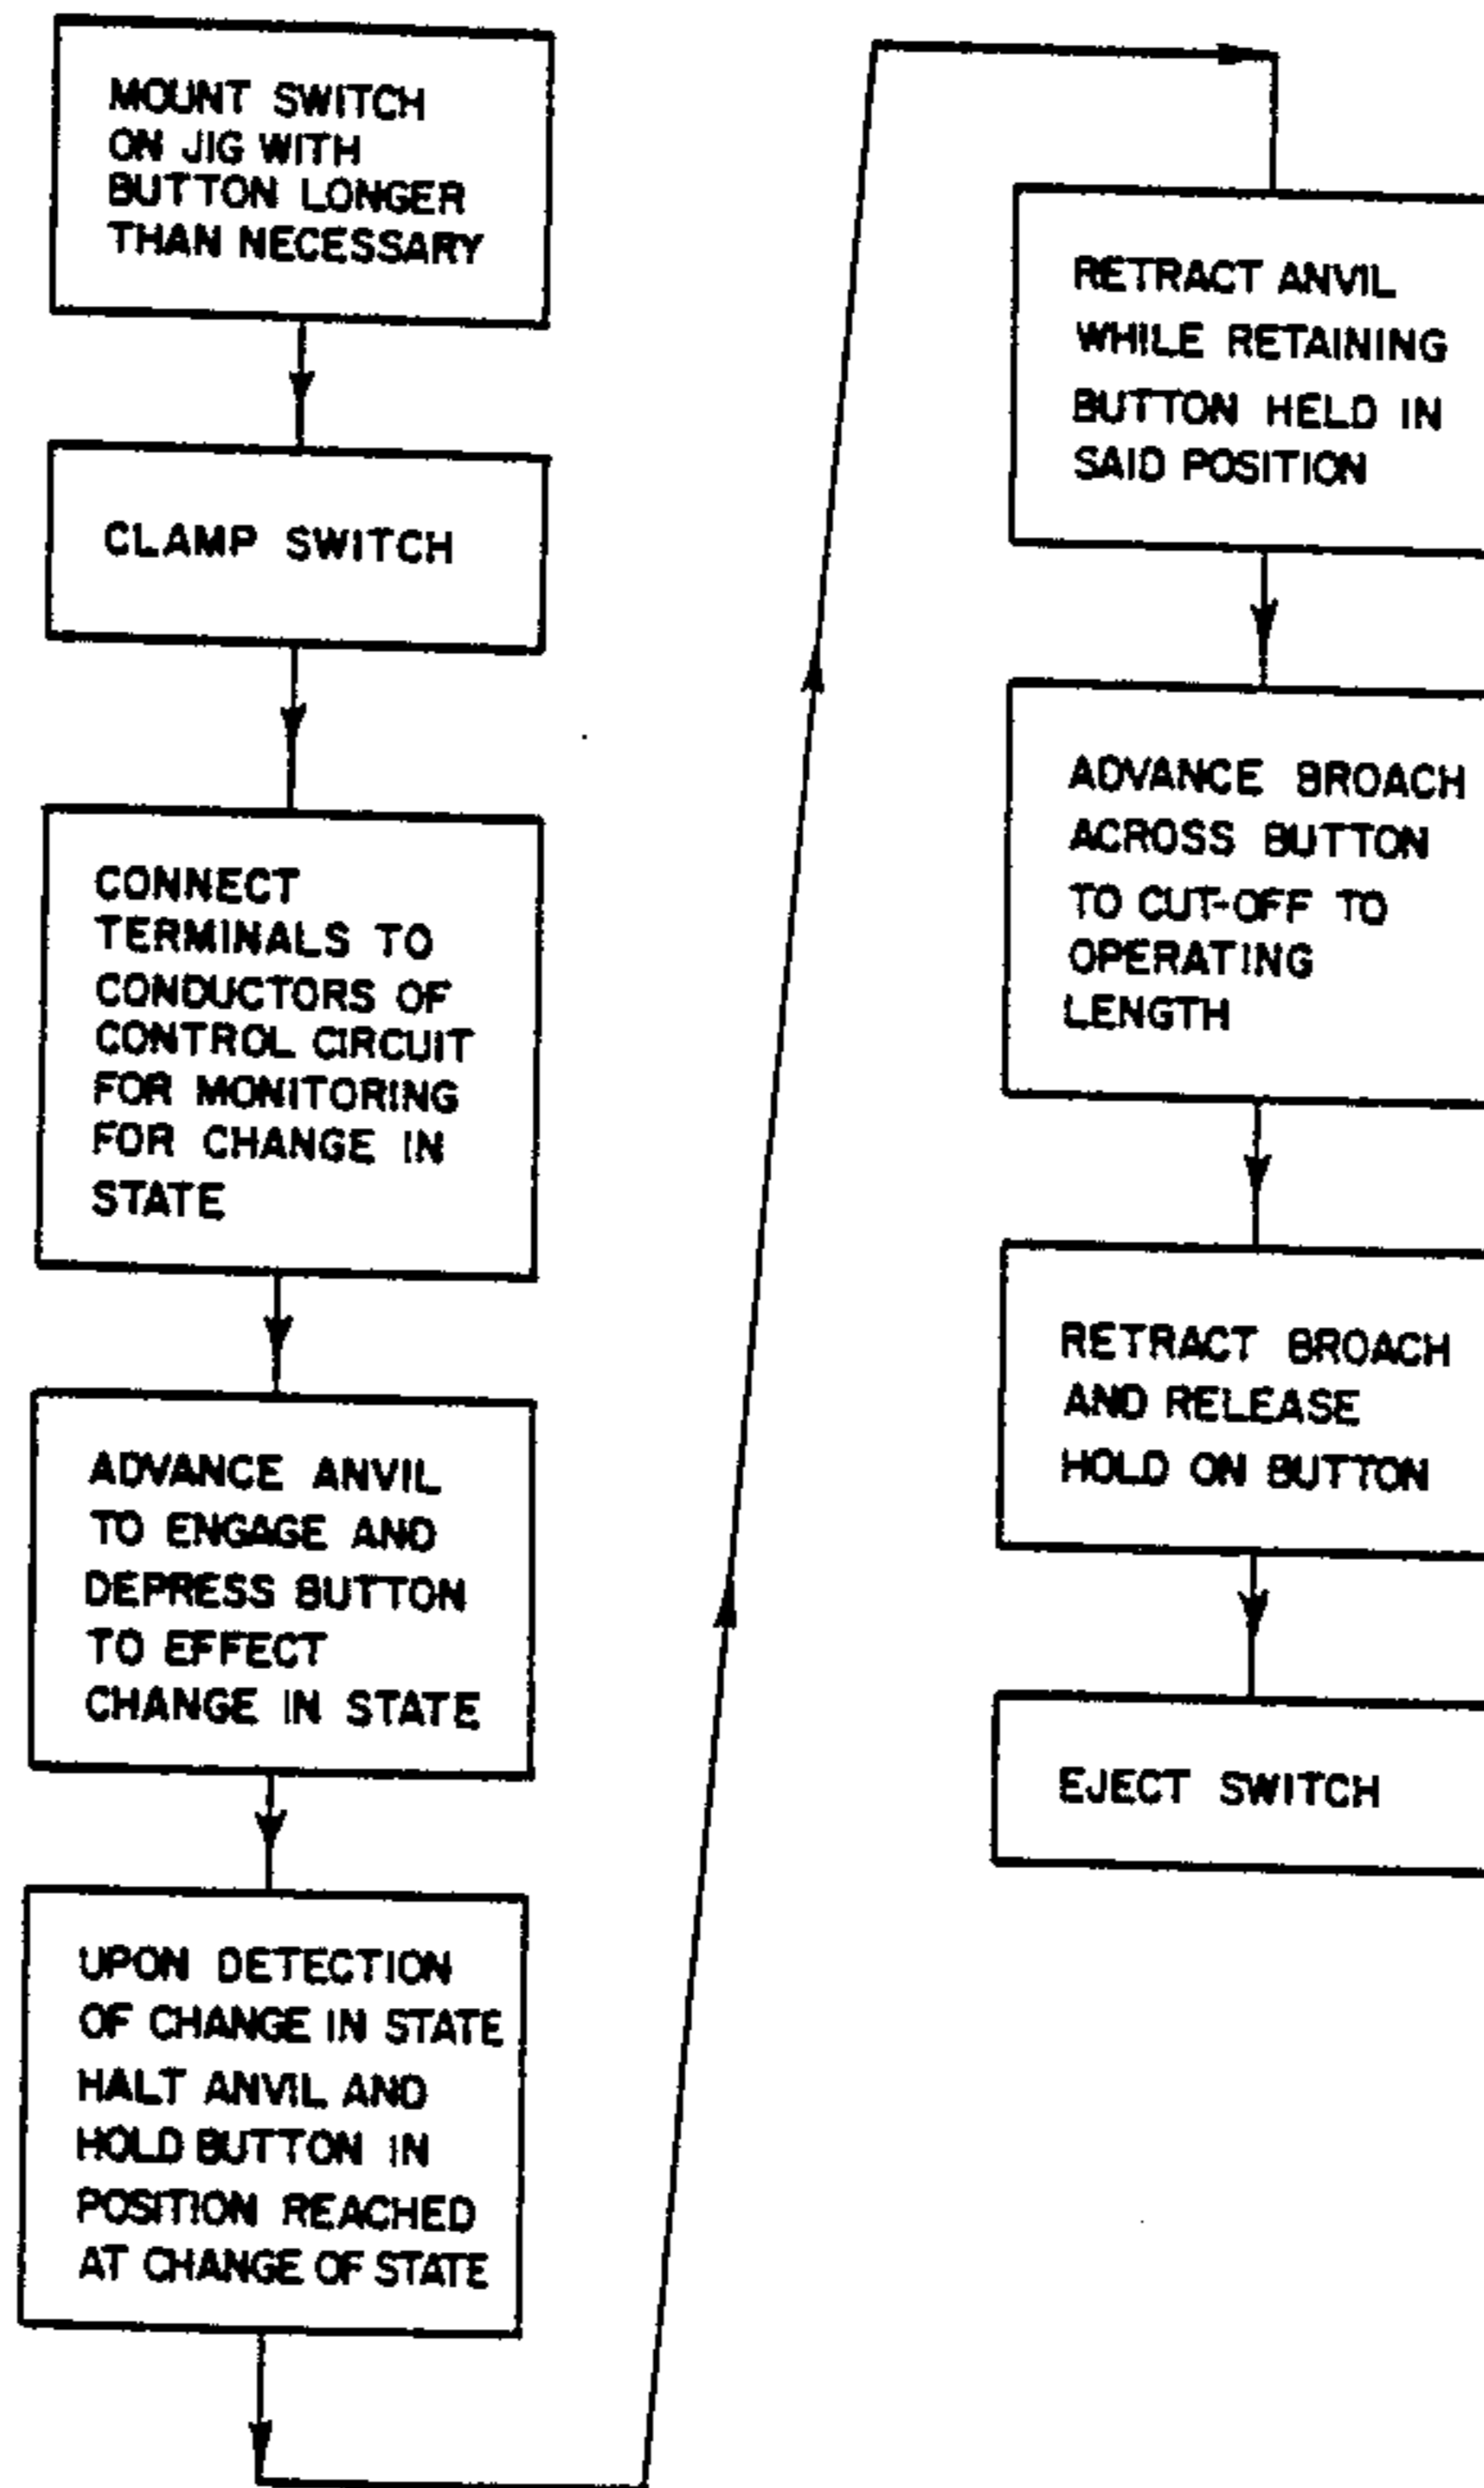 MOUNT SWITCH
ON JIG WITH
BUTTON LONGER
THAN NECESSARY
CLAMP SWITCH
CONNECT
TERMINALS TO
CONDUCTORS OF
CONTROL CIRCUIT
FOR MONITORING
FOR CHANGE IN
STATE
ADVANCE ANVIL
TO ENGAGE AND
DEPRESS BUTTON
TO EFFECT
CHANGE IN STATE
UPON DETECTION
OF CHANGE IN STATE
HALT ANVIL AND
HOLD BUTTON IN
POSITION REACHED
AT CHANGE OF STATE
RETRACT ANVIL
WHILE RETAINING
BUTTON HELD IN
SAID POSITION
ADVANCE BROACH
ACROSS BUTTON
TO CUT-OFF TO
OPERATING
LENGTH
RETRACT BROACH
AND RELEASE
HOLD ON BUTTON
EJECT SWITCH